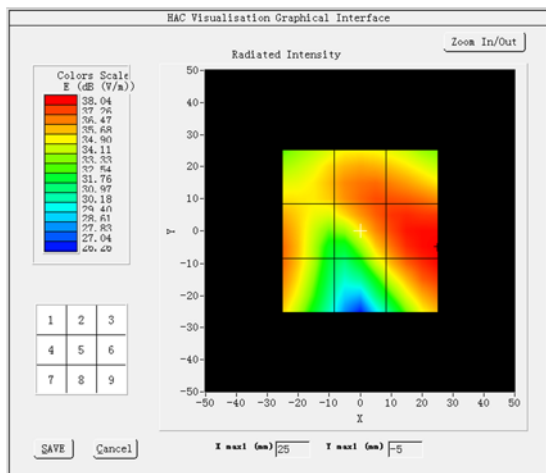 HAC Visualisation Graphical Interface
Zoom In/Out
Radiated Intensity
Colors Scale
E (dB (V/m))
38.04
37.26
36.47
35.68
34.90
34.11
33.33
32.54
31.76
30.97
30.18
29.40
28.61
27.83
27.04
26.26
50
40
30
20
10
Y
0
-10
-20
-30
-40
-50
-50 -40 -30 -20 -10 0 10 20 30 40 50
X
1 2 3
4 5 6
7 8 9
SAVE Cancel
X max1 (mm) 25 Y max1 (mm) -5